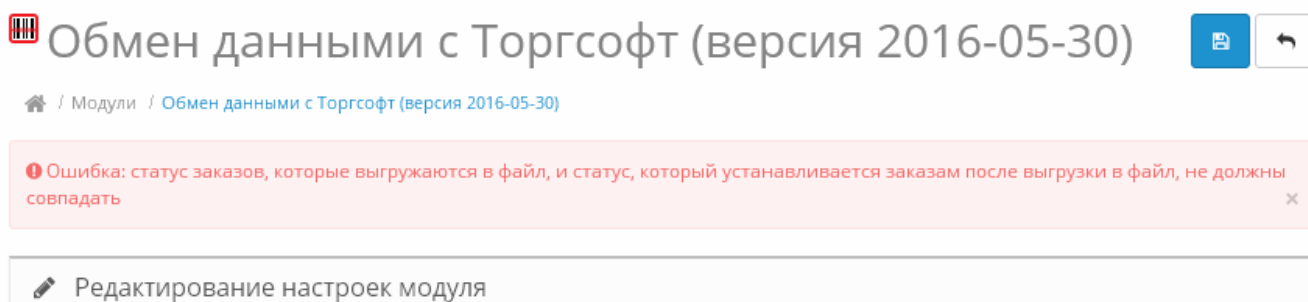 Обмен данными с Торгсофт (версия 2016-05-30)
/ Модули / Обмен данными с Торгсофт (версия 2016-05-30)
Ошибка: статус заказов, которые выгружаются в файл, и статус, который устанавливается заказам после выгрузки в файл, не должны
совпадать
Редактирование настроек модуля